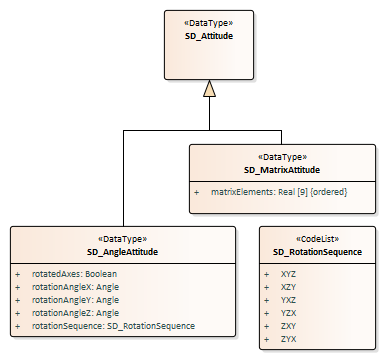 «DataType»
SD_Attitude
«DataType»
SD_MatrixAttitude
+ matrixElements: Real [9] {ordered}
«DataType»
SD_AngleAttitude
+ rotatedAxes: Boolean
+ rotationAngleX: Angle
+ rotationAngleY: Angle
+ rotationAngleZ: Angle
+ rotationSequence: SD_RotationSequence
«CodeList»
SD_RotationSequence
+ XYZ
+ XZY
+ YXZ
+ YZX
+ ZXY
+ ZYX